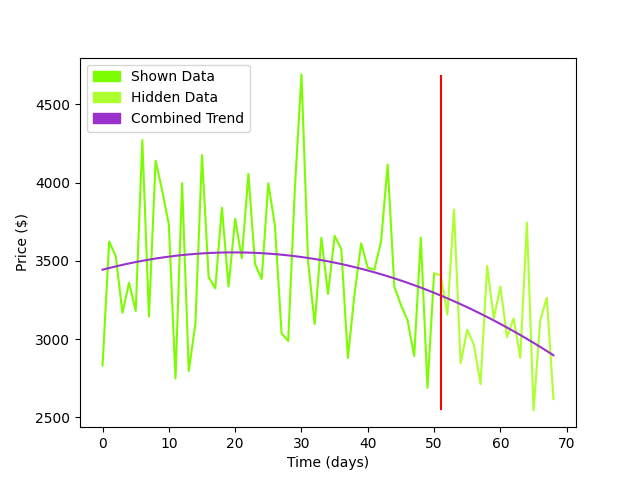 Shown Data
Hidden Data
Combined Trend
4500
4000
3500
3000
2500
Price ($)
0 10 20 30 40 50 60 70
Time (days)